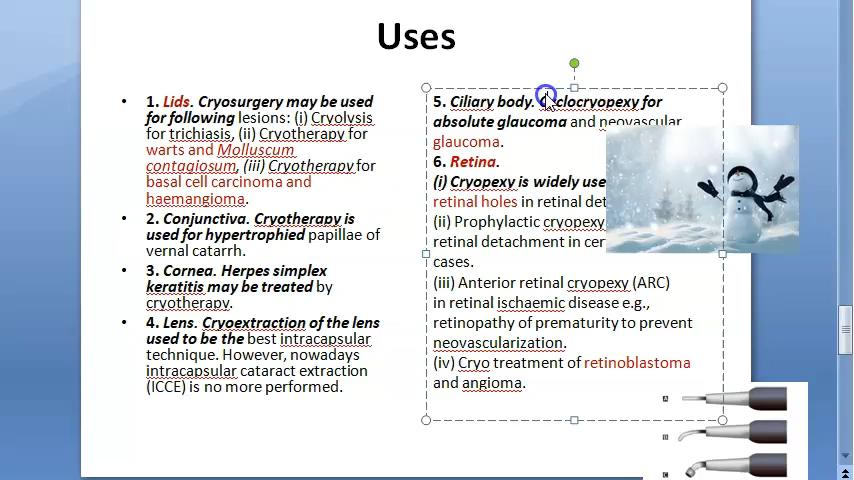 Uses
• 1. Lids. Cryosurgery may be used
for following lesions: (i) Cryolysis
for trichiasis, (ii) Cryotherapy for
warts and Molluscum
contagiosum, (iii) Cryotherapy for
basal cell carcinoma and
haemangioma.
• 2. Conjunctiva. Cryotherapy is
used for hypertrophied papillae of
vernal catarrh.
• 3. Cornea. Herpes simplex
keratitis may be treated by
cryotherapy.
• 4. Lens. Cryoextraction of the lens
used to be the best intracapsular
technique. However, nowadays
intracapsular cataract extraction
(ICCE) is no more performed.
5. Ciliary body. Cyclocryopexy for
absolute glaucoma and neovascular
glaucoma.
6. Retina.
(i) Cryopexy is widely use
retinal holes in retinal det
(ii) Prophylactic cryopexy
retinal detachment in cer
cases.
(iii) Anterior retinal cryopexy (ARC)
in retinal ischaemic disease e.g.,
retinopathy of prematurity to prevent
neovascularization.
(iv) Cryo treatment of retinoblastoma
and angioma.
A
B
C